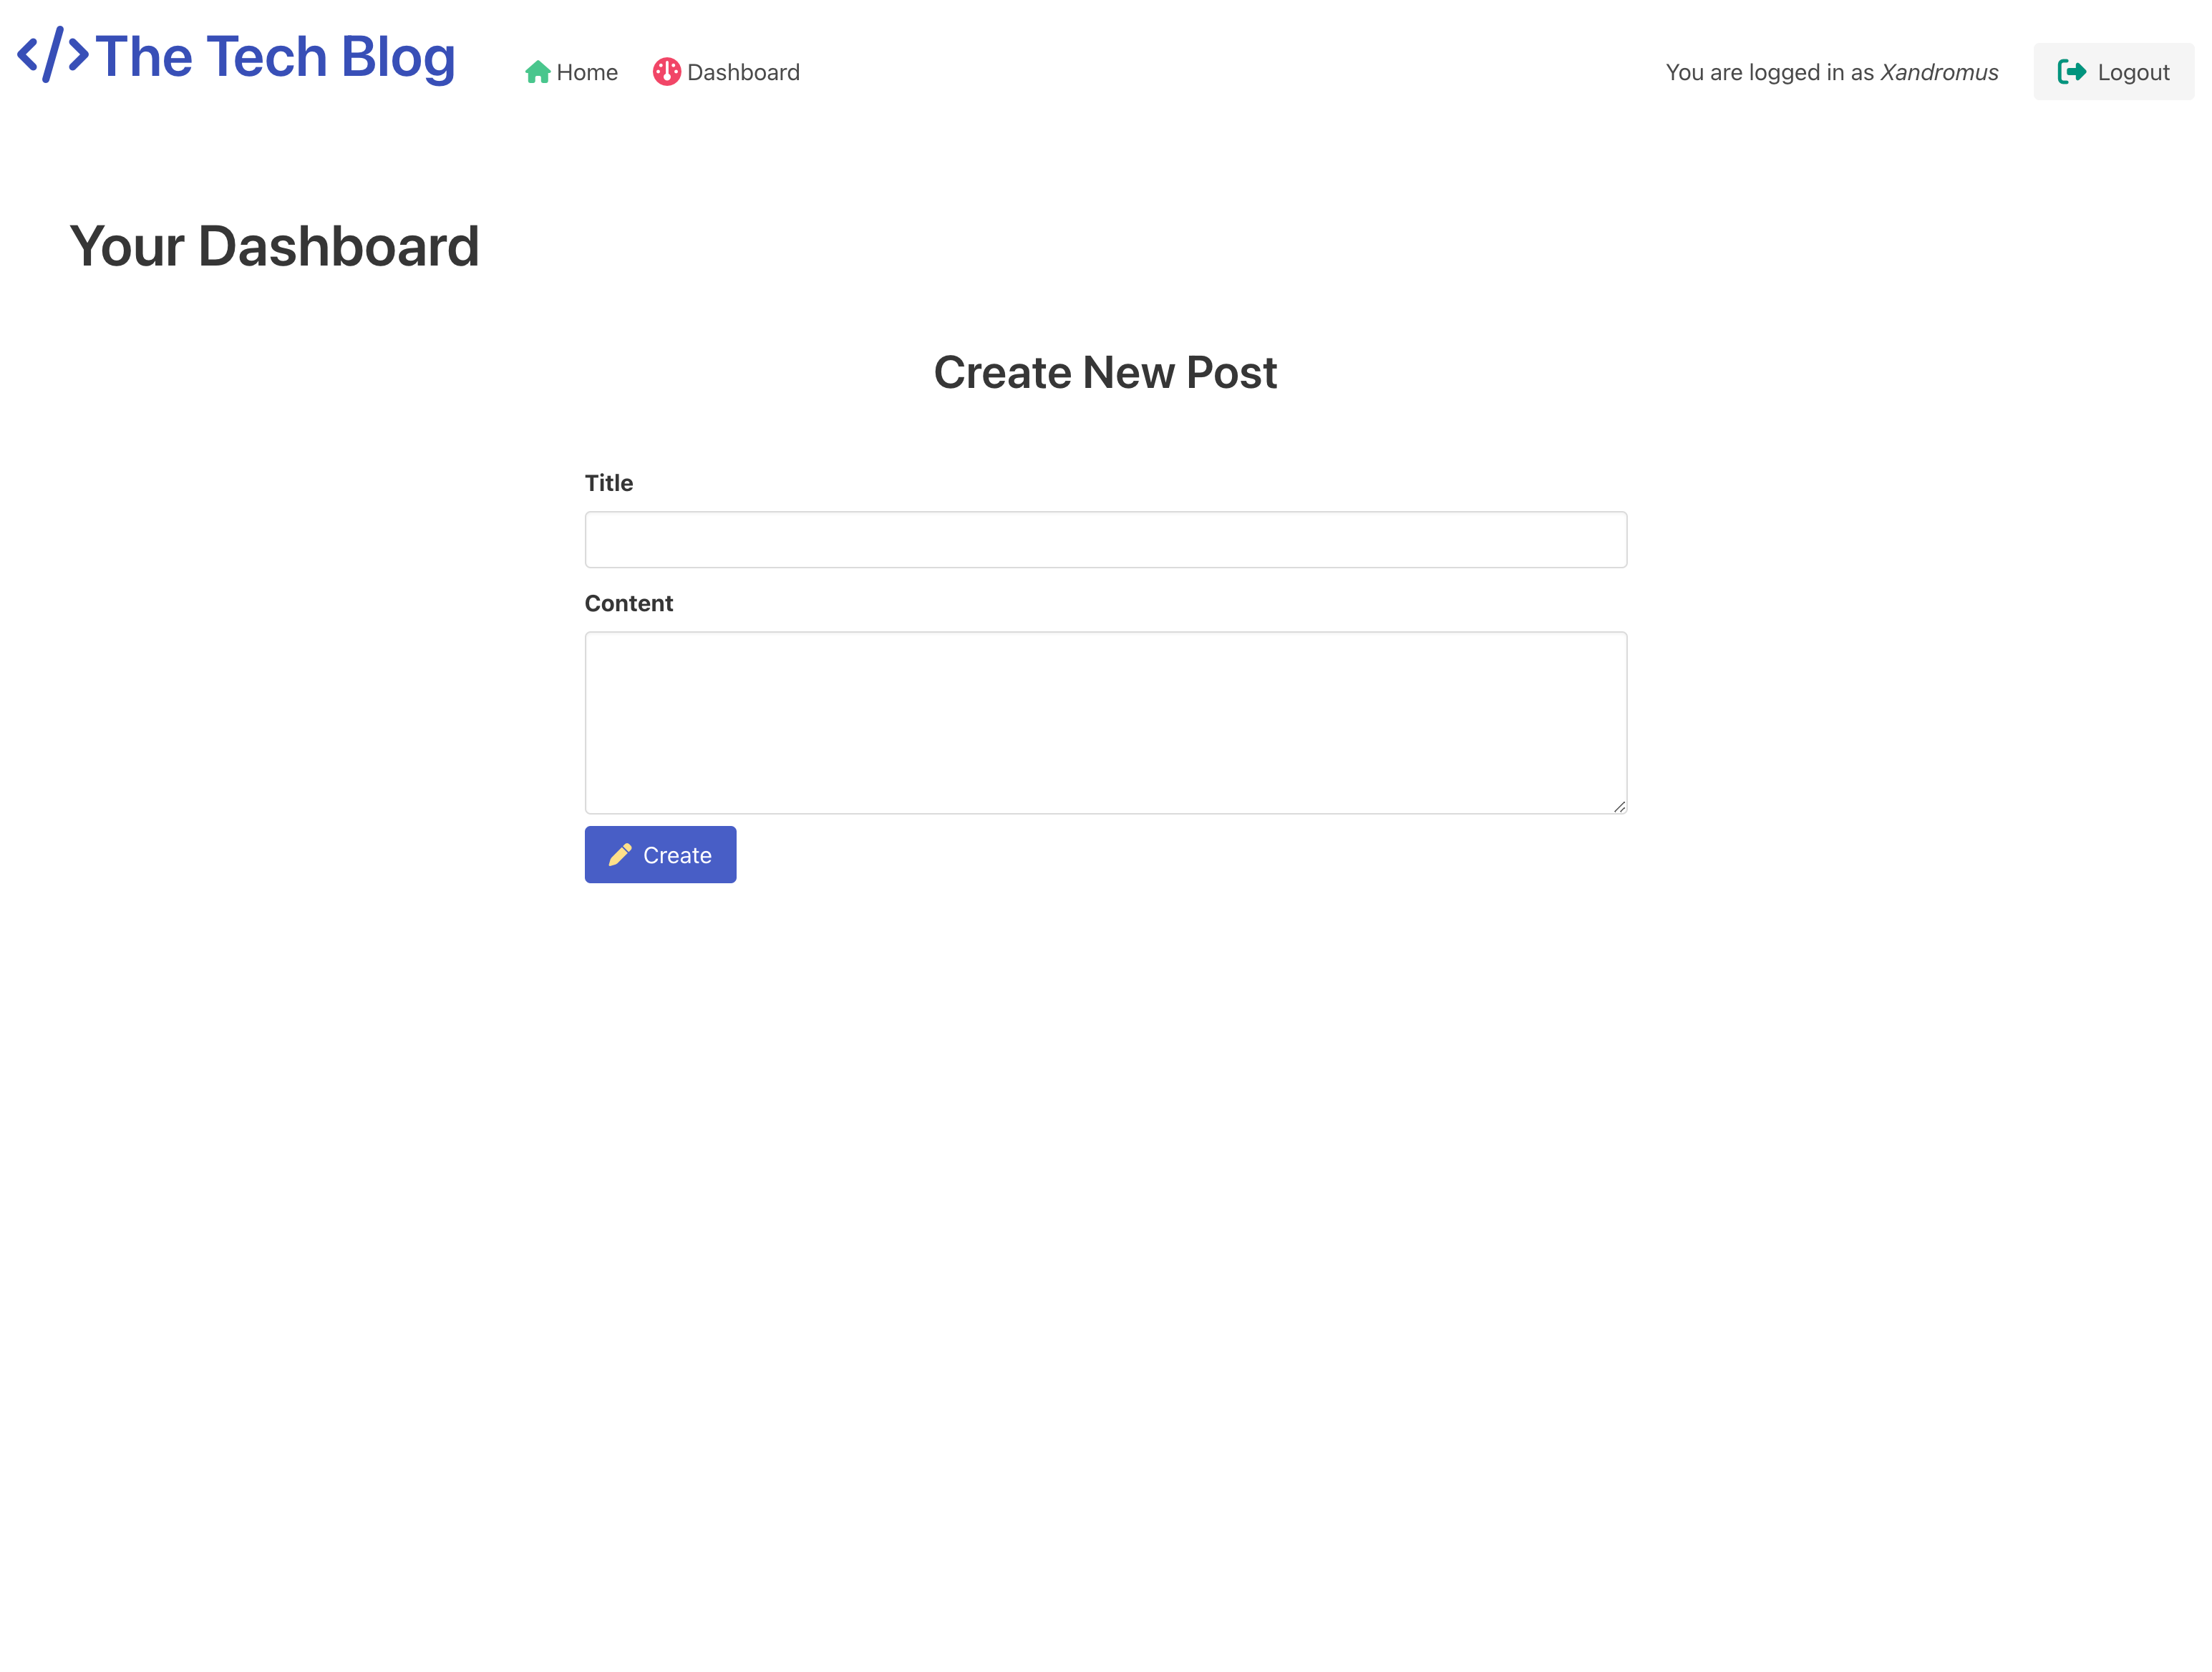 </>The Tech Blog
Home
Dashboard
You are logged in as Xandromus
Logout
Your Dashboard
Create New Post
Title
Content
Create